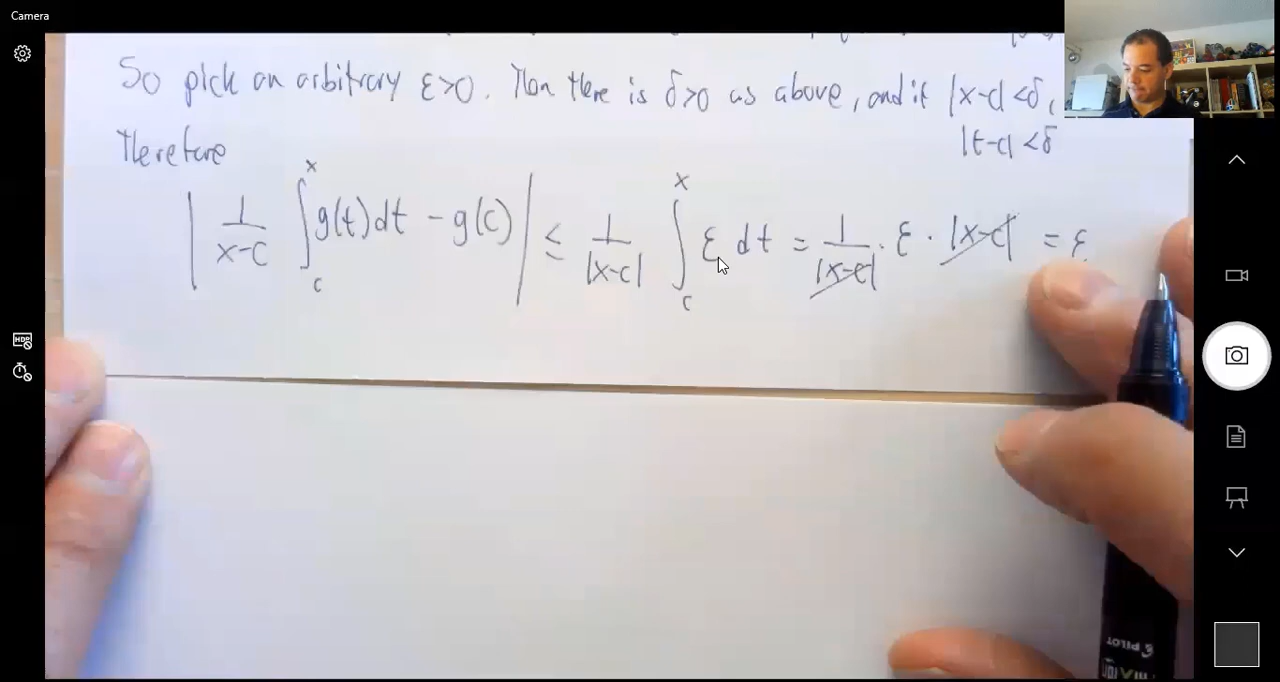 Camera
So pick an arbitrary ε>0. Then there is δ>0 as above, and if |x-c|<δ,
|t-c|<δ
Therefore
| 1/(x-c) ∫_c^x g(t)dt - g(c) | ≤ 1/|x-c| ∫_c^x ε dt = 1/|x-c| · ε · |x-c| = ε
PILOT